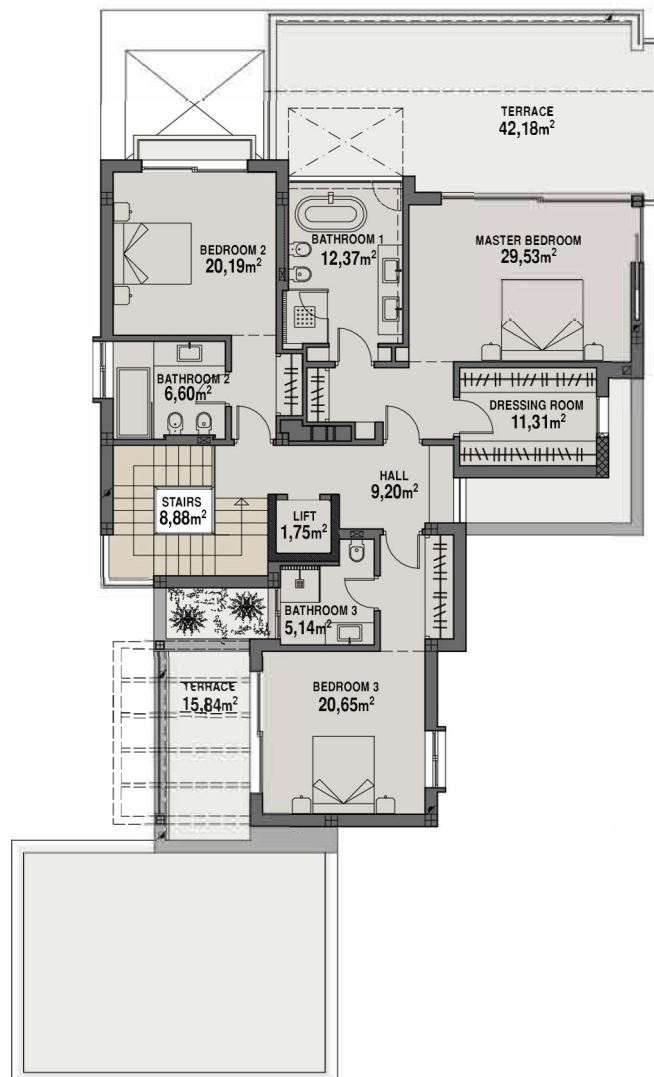 TERRACE
42,18m²
BEDROOM 2
20,19m²
BATHROOM 1
12,37m²
MASTER BEDROOM
29,53m²
BATHROOM 2
6,60m²
DRESSING ROOM
11,31m²
HALL
9,20m²
STAIRS
8,88m²
LIFT
1,75m²
BATHROOM 3
5,14m²
TERRACE
15,84m²
BEDROOM 3
20,65m²